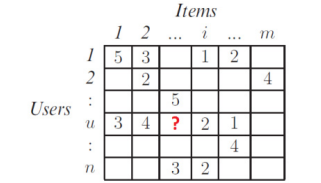 Items
1 2 ... i ... m
1 5 3 1 2
2 2 4
: 5
Users u 3 4 ? 2 1
: 4
n 3 2